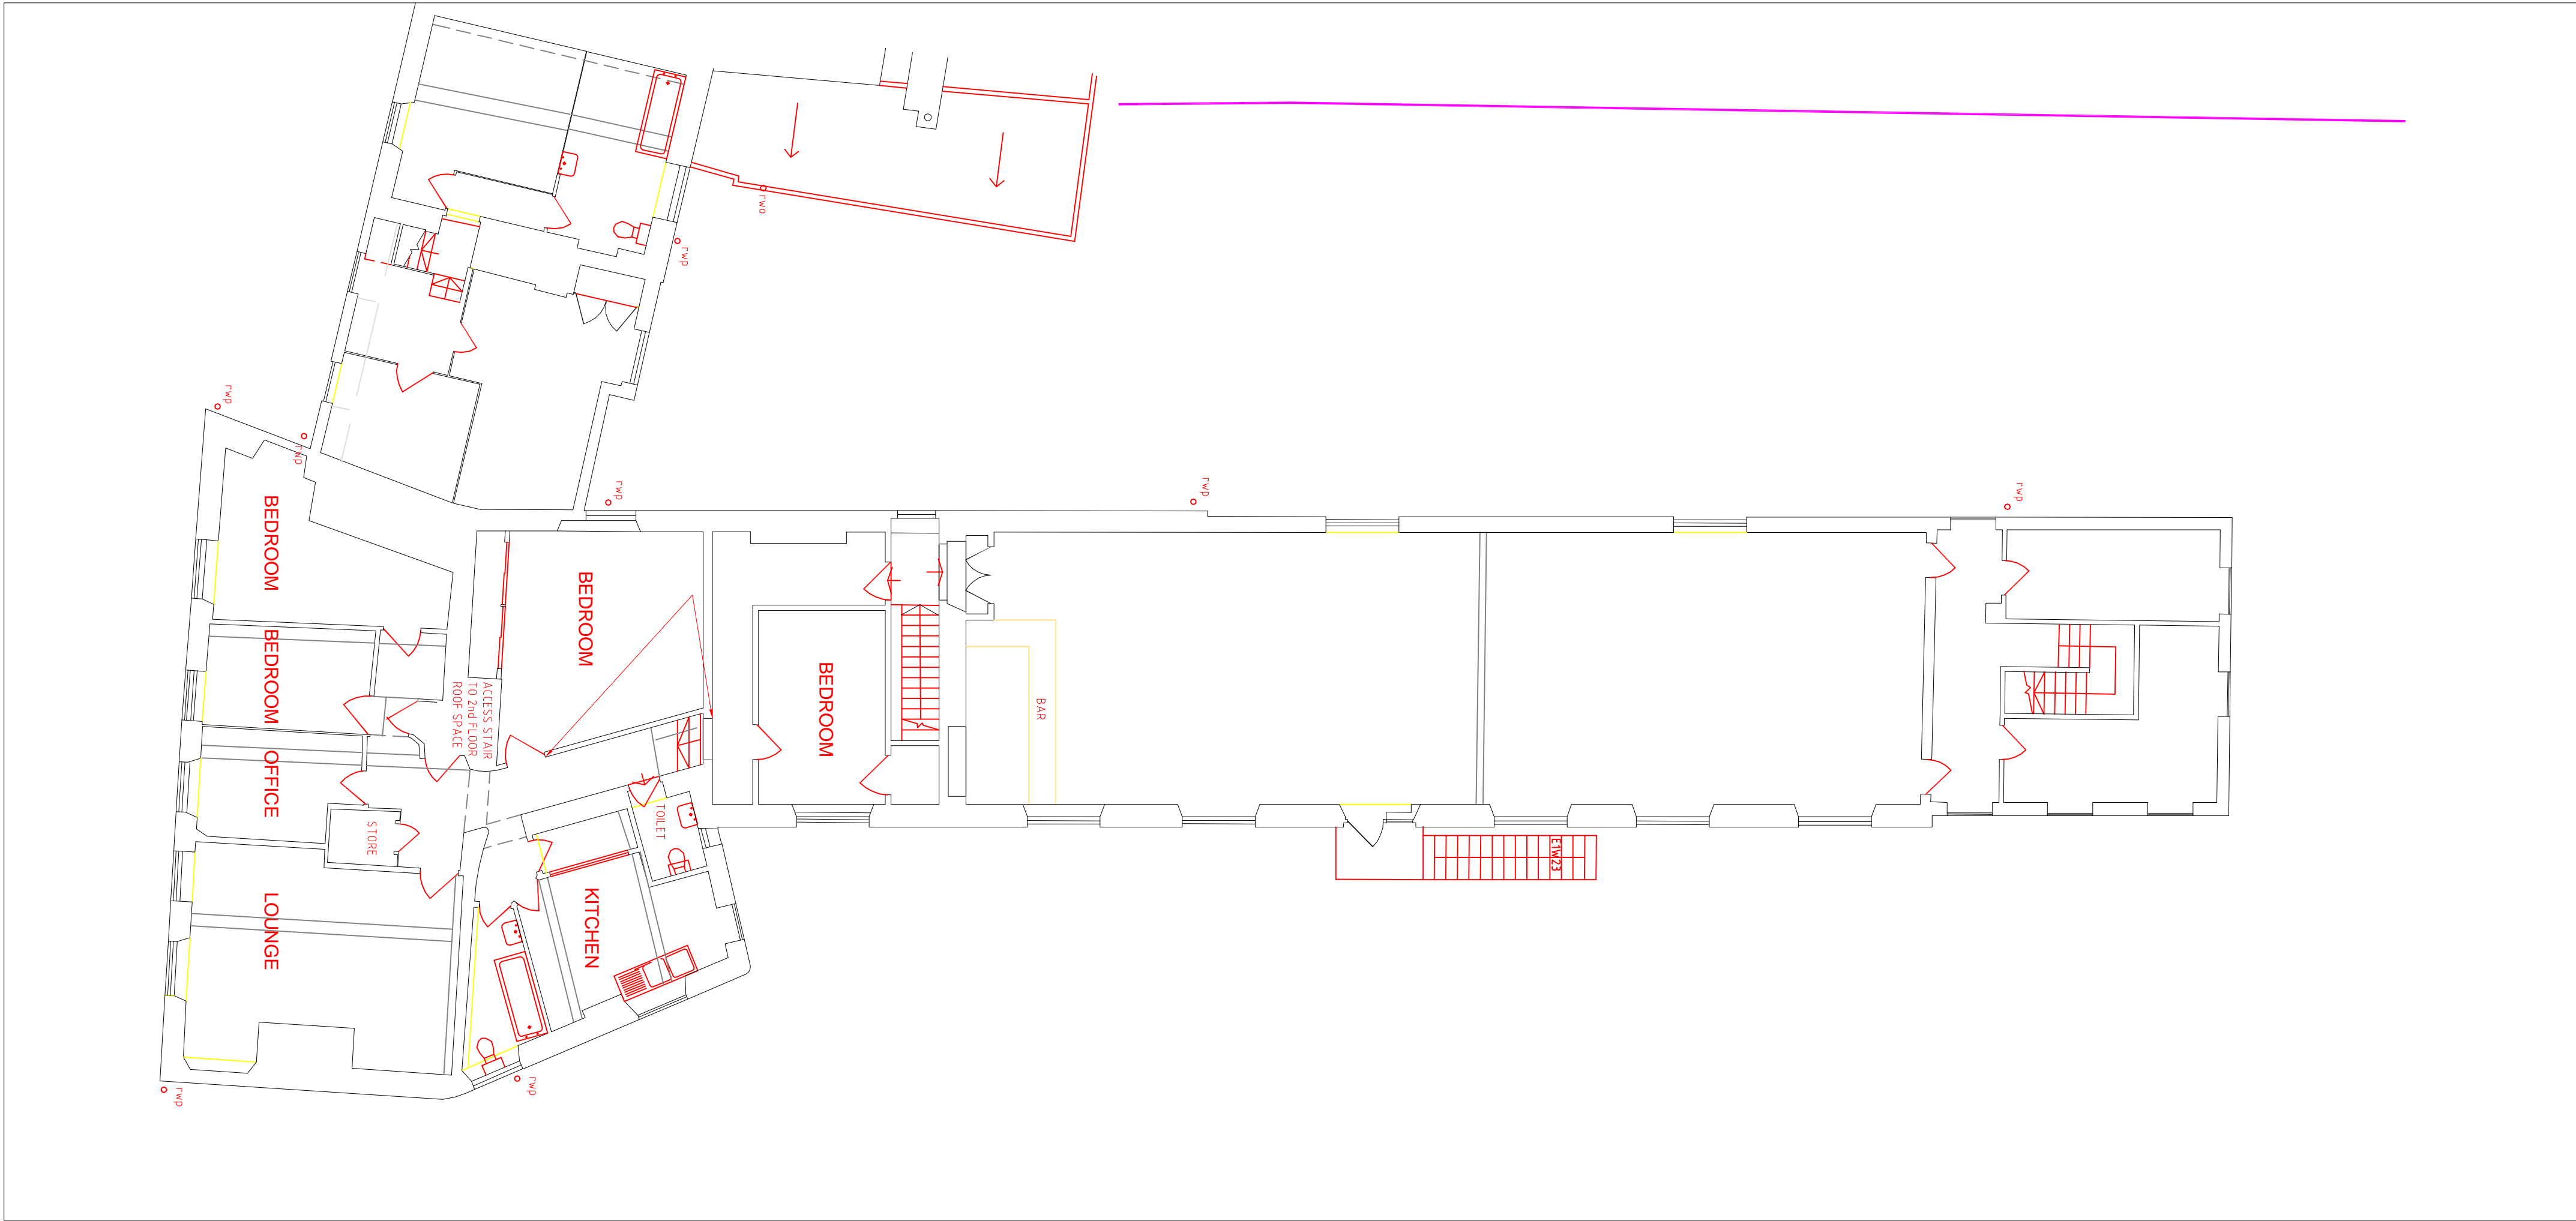 rwo
rwp
rwp
rwp
rwp
rwp
rwp
BEDROOM
BEDROOM
BEDROOM
BEDROOM
OFFICE
ACCESS STAIR
TO 2nd FLOOR
ROOF SPACE
BAR
STORE
TOILET
E1W23
LOUNGE
KITCHEN
rwp
rwp